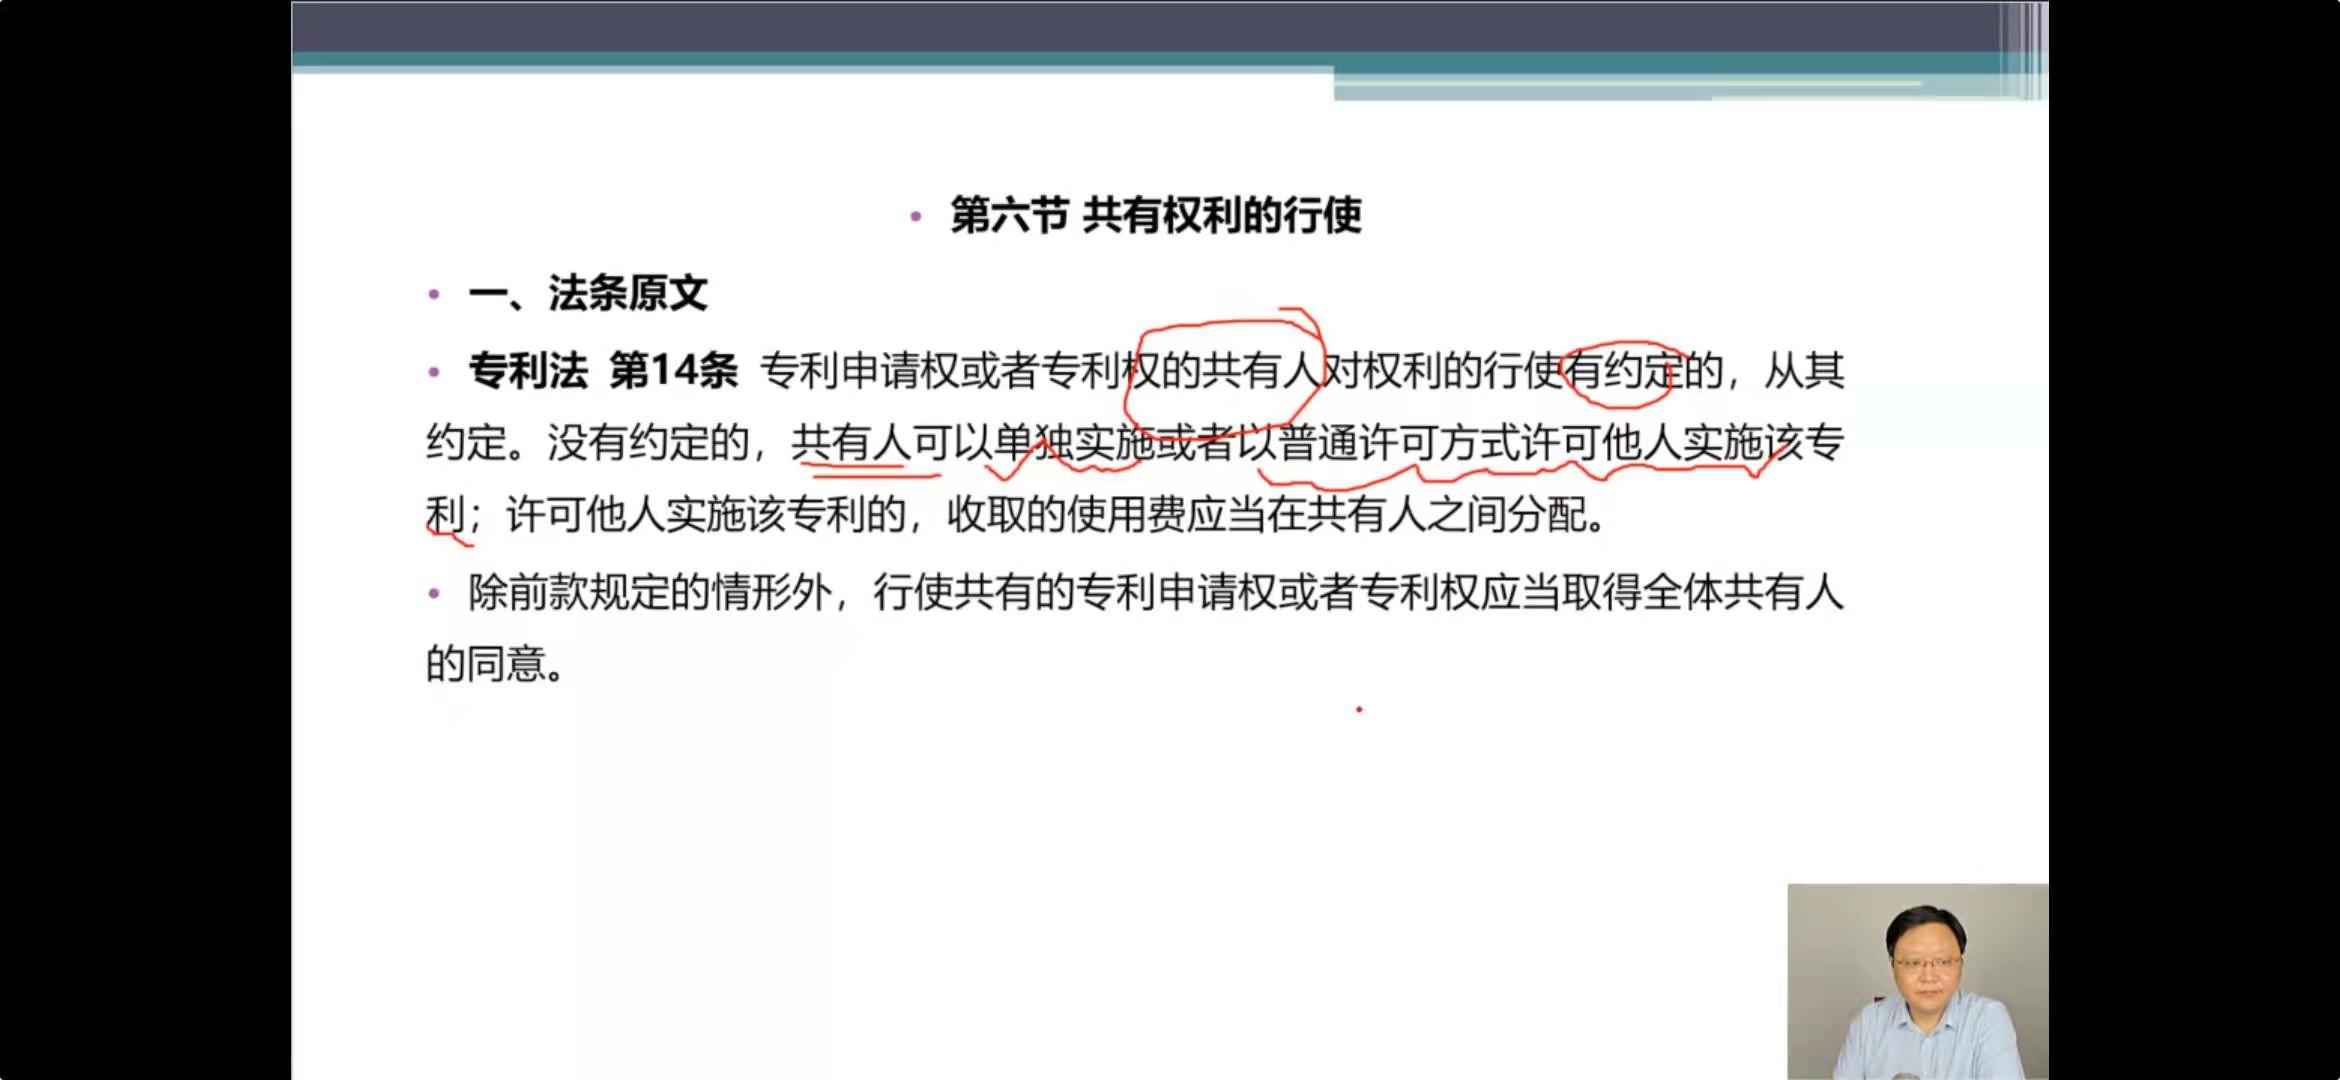 • 第六节 共有权利的行使
• 一、法条原文
• 专利法 第14条 专利申请权或者专利权的共有人对权利的行使有约定的，从其
约定。没有约定的，共有人可以单独实施或者以普通许可方式许可他人实施该专
利；许可他人实施该专利的，收取的使用费应当在共有人之间分配。
• 除前款规定的情形外，行使共有的专利申请权或者专利权应当取得全体共有人
的同意。